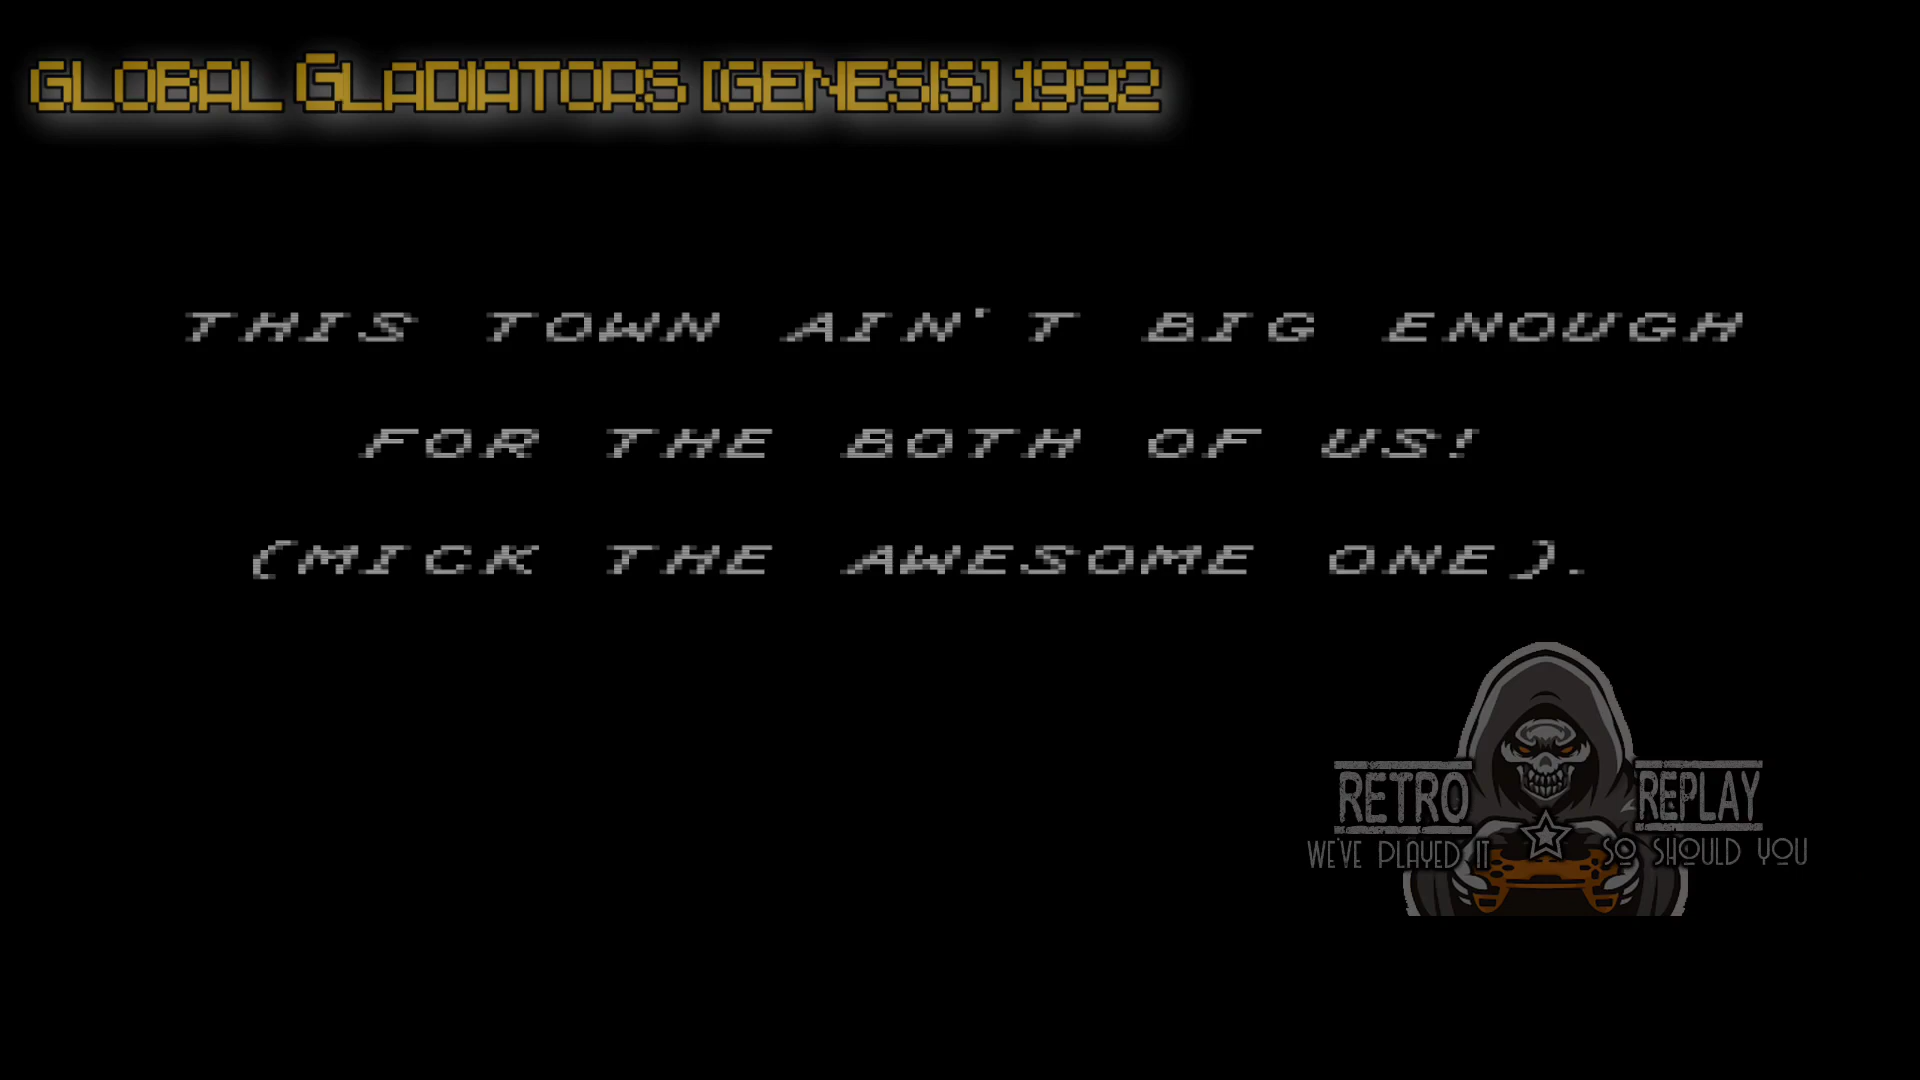 GLOBAL GLADIATORS [GENESIS] 1992
THIS TOWN AIN'T BIG ENOUGH
FOR THE BOTH OF US!
(MICK THE AWESOME ONE).
RETRO REPLAY
WE'VE PLAYED IT SO SHOULD YOU